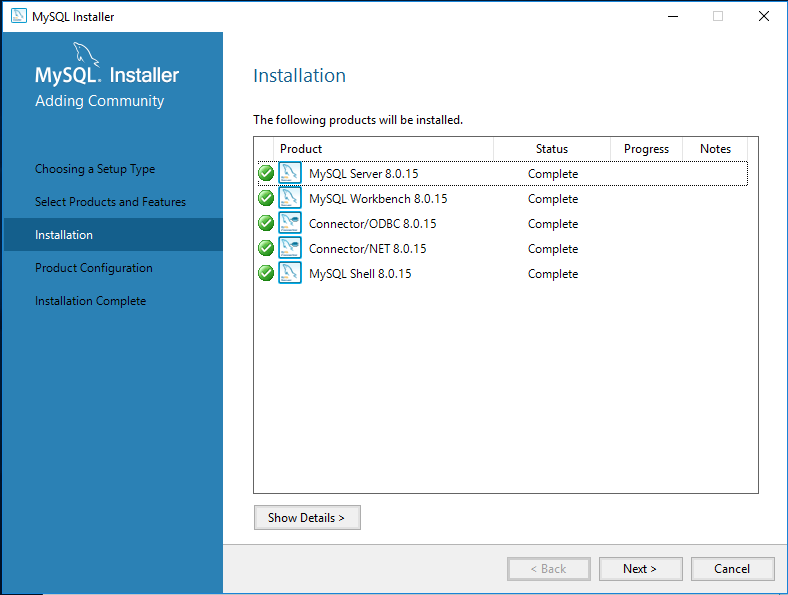 MySQL Installer
MySQL. Installer
Adding Community
Choosing a Setup Type
Select Products and Features
Installation
Product Configuration
Installation Complete
Installation
The following products will be installed.
Product Status Progress Notes
MySQL Server 8.0.15 Complete
MySQL Workbench 8.0.15 Complete
Connector/ODBC 8.0.15 Complete
Connector/NET 8.0.15 Complete
MySQL Shell 8.0.15 Complete
Show Details >
< Back Next > Cancel